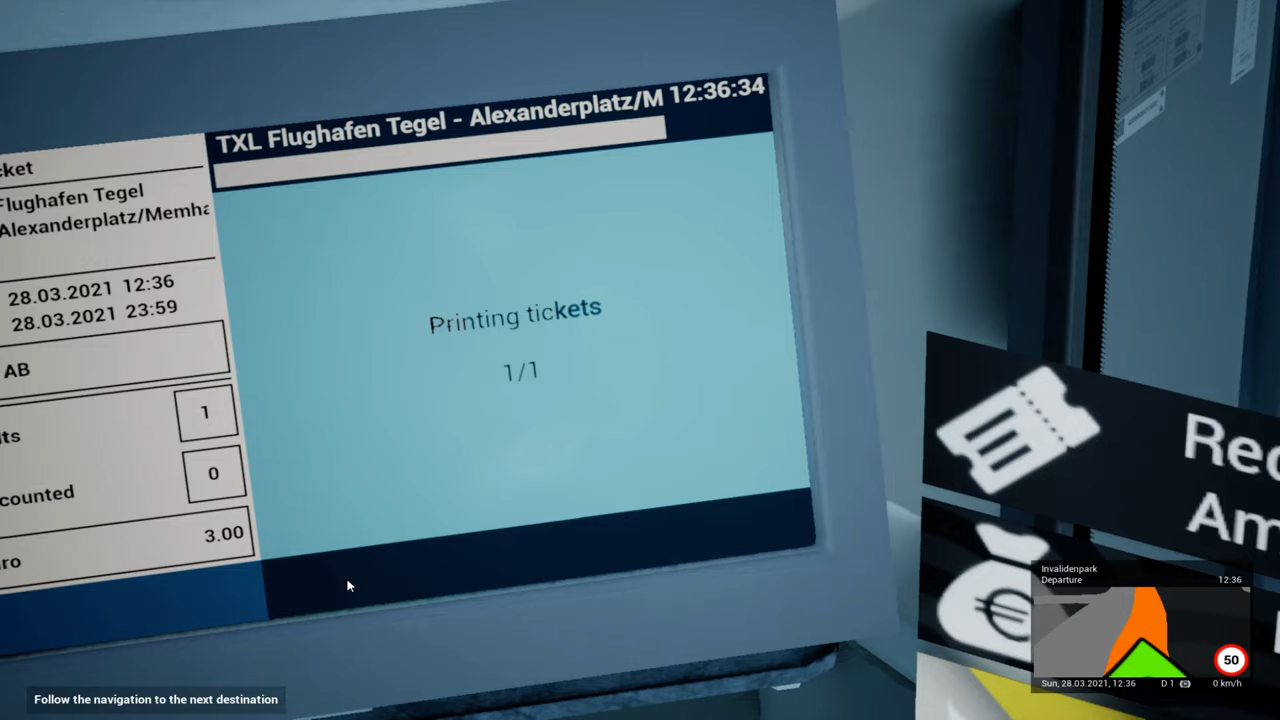 TXL Flughafen Tegel - Alexanderplatz/M 12:36:34
cket
Flughafen Tegel
Alexanderplatz/Memha
28.03.2021 12:36
28.03.2021 23:59
AB
lts 1
counted 0
ro 3.00
Printing tickets
1/1
Rec
Am
Invalidenpark
Departure 12:36
50
Sun, 28.03.2021, 12:36 D 1 0 km/h
Follow the navigation to the next destination